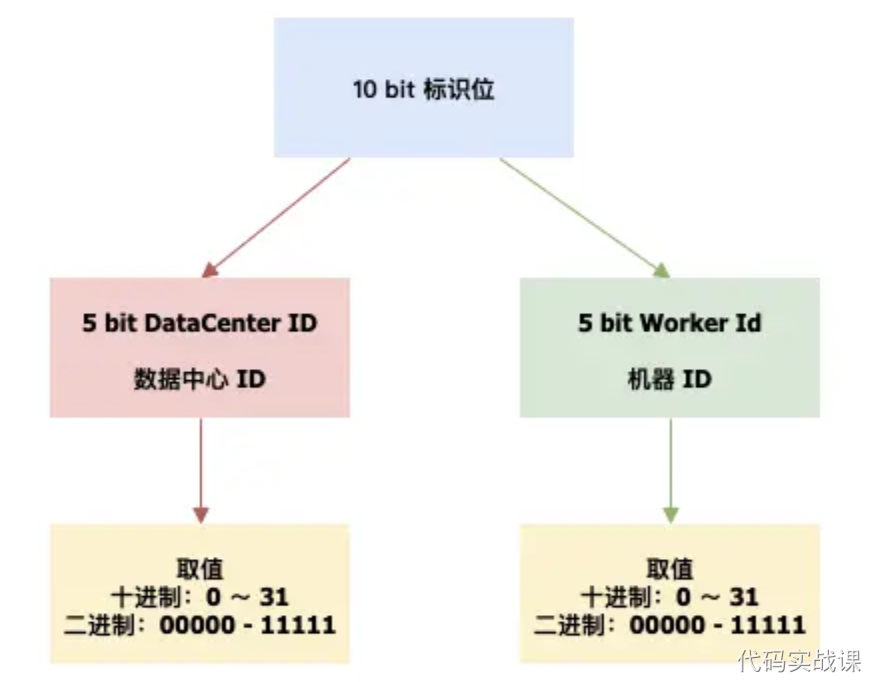 10 bit 标识位
5 bit DataCenter ID
数据中心 ID
5 bit Worker Id
机器 ID
取值
十进制：0 ～ 31
二进制：00000 - 11111
取值
十进制：0 ～ 31
二进制：00000 - 11111
代码实战课